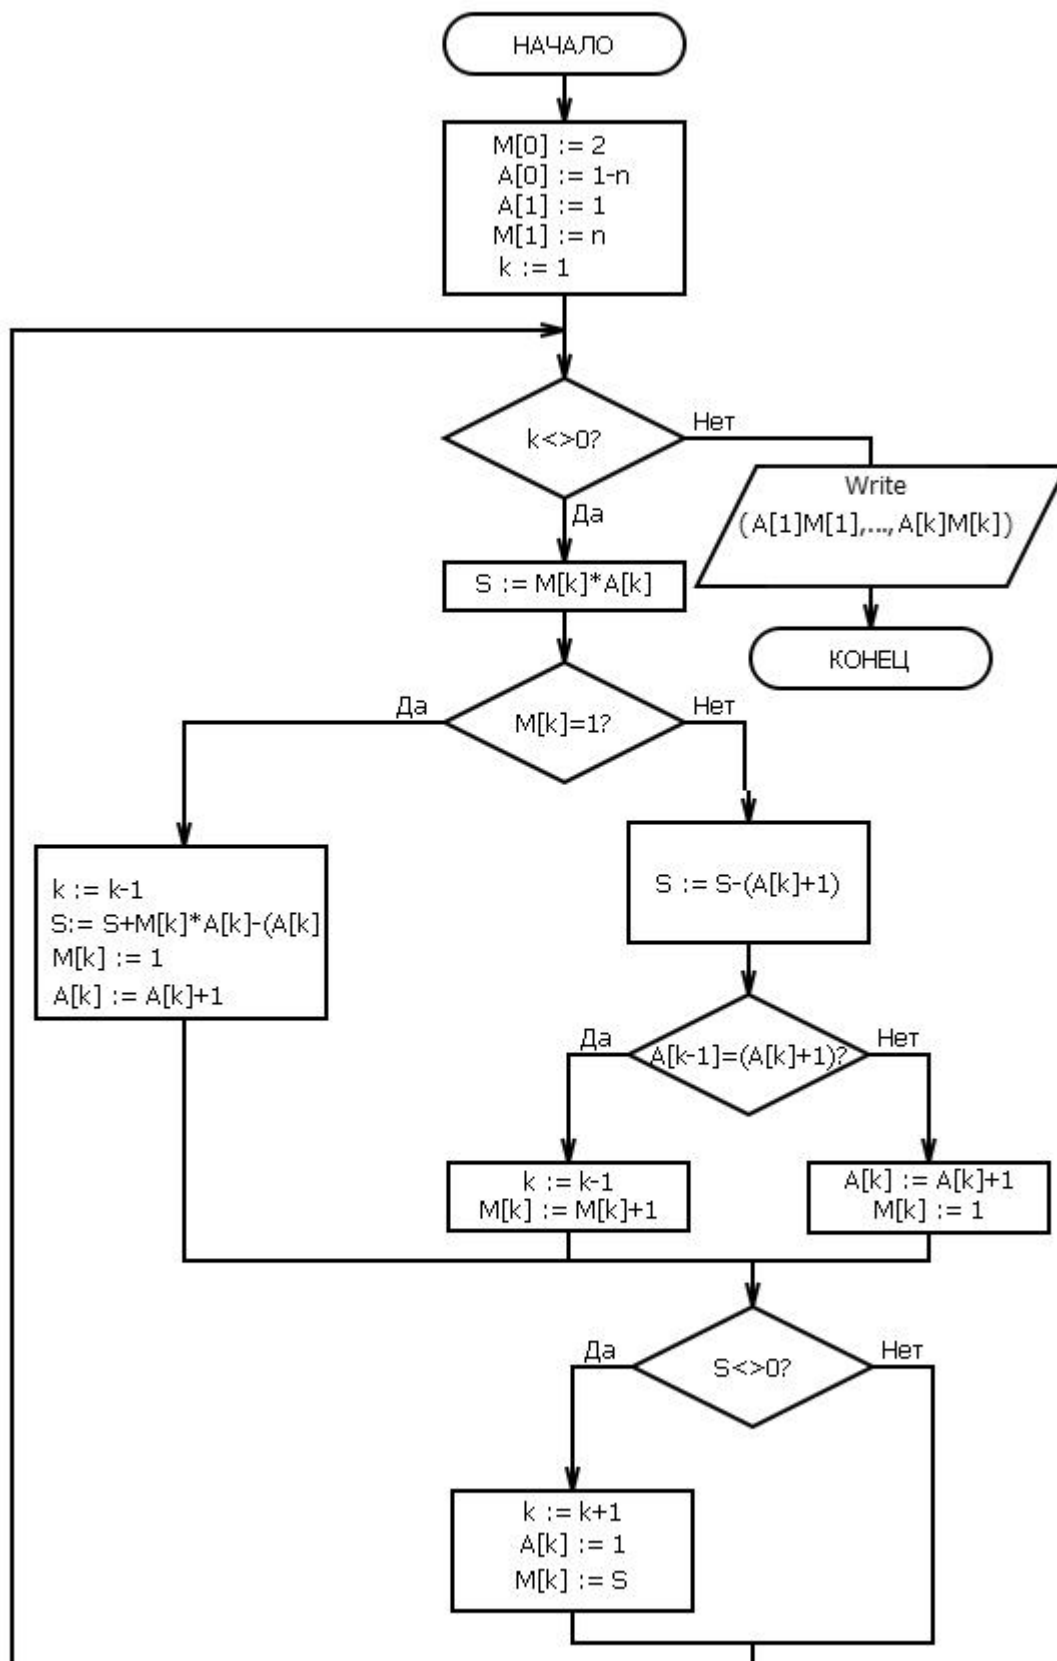 НАЧАЛО
M[0] := 2
A[0] := 1-n
A[1] := 1
M[1] := n
k := 1
k<>0?
Нет
Да
Write
(A[1]M[1],...,A[k]M[k])
КОНЕЦ
S := M[k]*A[k]
M[k]=1?
Да
Нет
k := k-1
S:= S+M[k]*A[k]-(A[k]
M[k] := 1
A[k] := A[k]+1
S := S-(A[k]+1)
A[k-1]=(A[k]+1)?
Да
Нет
k := k-1
M[k] := M[k]+1
A[k] := A[k]+1
M[k] := 1
S<>0?
Да
Нет
k := k+1
A[k] := 1
M[k] := S